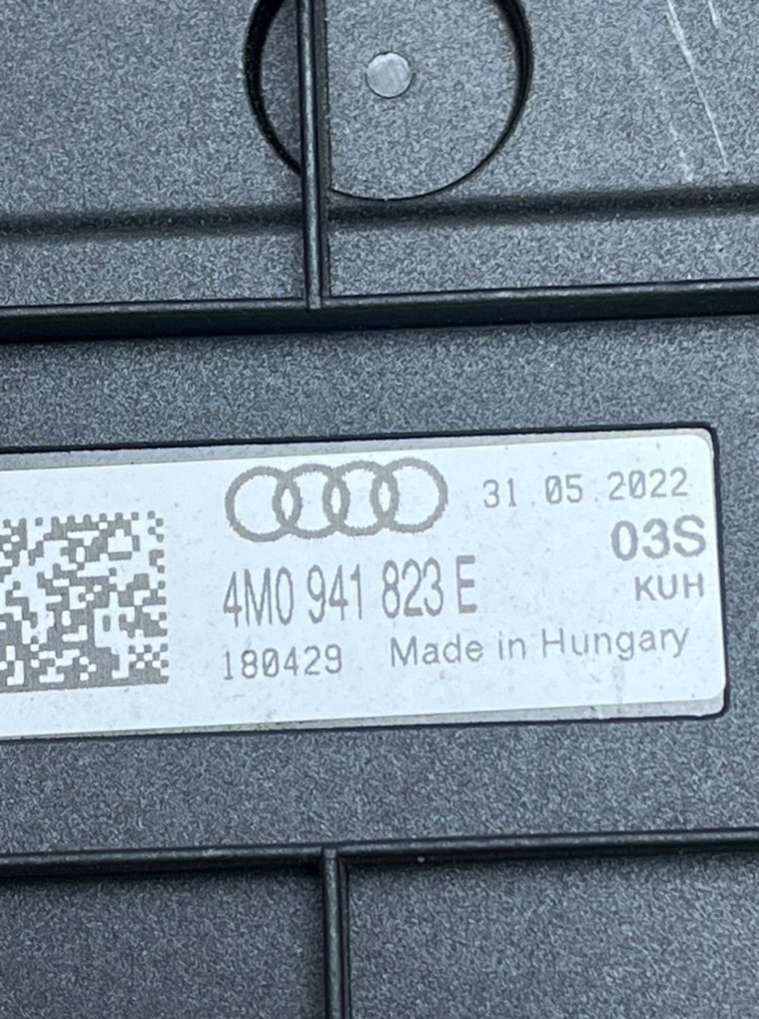 31.05.2022
03S
4M0 941 823 E
KUH
180429 Made in Hungary